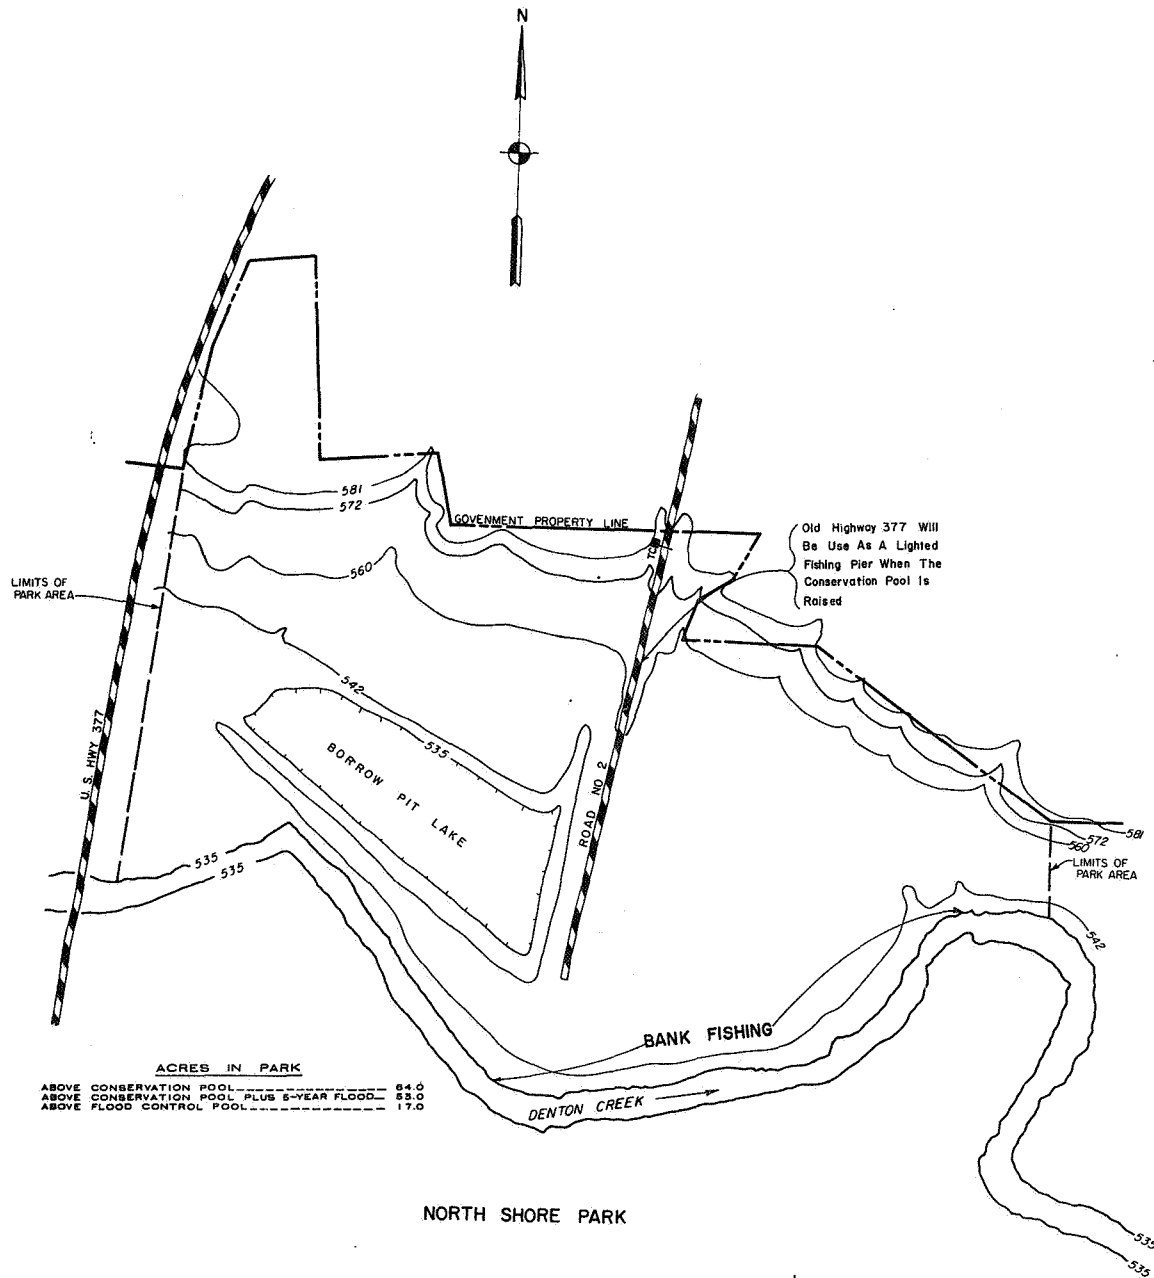 N
581
572
GOVENMENT PROPERTY LINE
Old Highway 377 Will
Be Use As A Lighted
Fishing Pier When The
Conservation Pool Is
Raised
560
LIMITS OF
PARK AREA
542
535
BORROW PIT LAKE
U.S. HWY 377
ROAD NO 2
581
572
560
LIMITS OF
PARK AREA
535
535
542
BANK FISHING
ACRES IN PARK
ABOVE CONSERVATION POOL 64.0
ABOVE CONSERVATION POOL PLUS 5-YEAR FLOOD 53.0
ABOVE FLOOD CONTROL POOL 17.0
DENTON CREEK
NORTH SHORE PARK
535
535